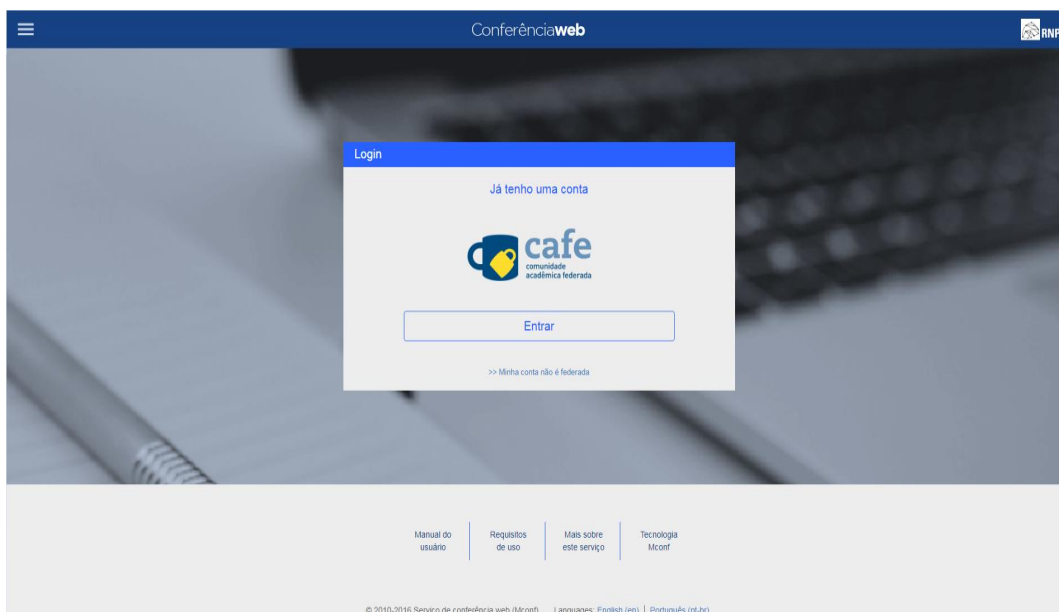 Conferênciaweb
RNP
Login
Já tenho uma conta
cafe
comunidade
acadêmica federada
Entrar
>> Minha conta não é federada
Manual do usuário
Requisitos de uso
Mais sobre este serviço
Tecnologia Mconf
© 2010-2016 Serviço de conferência web (Mconf) Languages: English (en) | Português (pt-br)